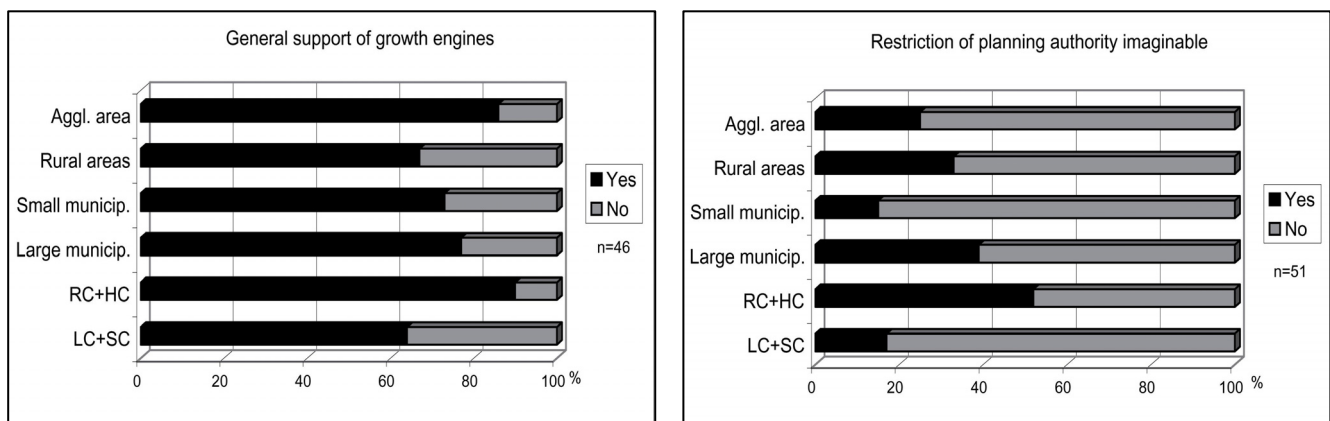 General support of growth engines
Aggl. area
Rural areas
Small municip.
Large municip.
RC+HC
LC+SC
0 20 40 60 80 100 %
Yes
No
n=46
Restriction of planning authority imaginable
Aggl. area
Rural areas
Small municip.
Large municip.
RC+HC
LC+SC
0 20 40 60 80 100 %
Yes
No
n=51